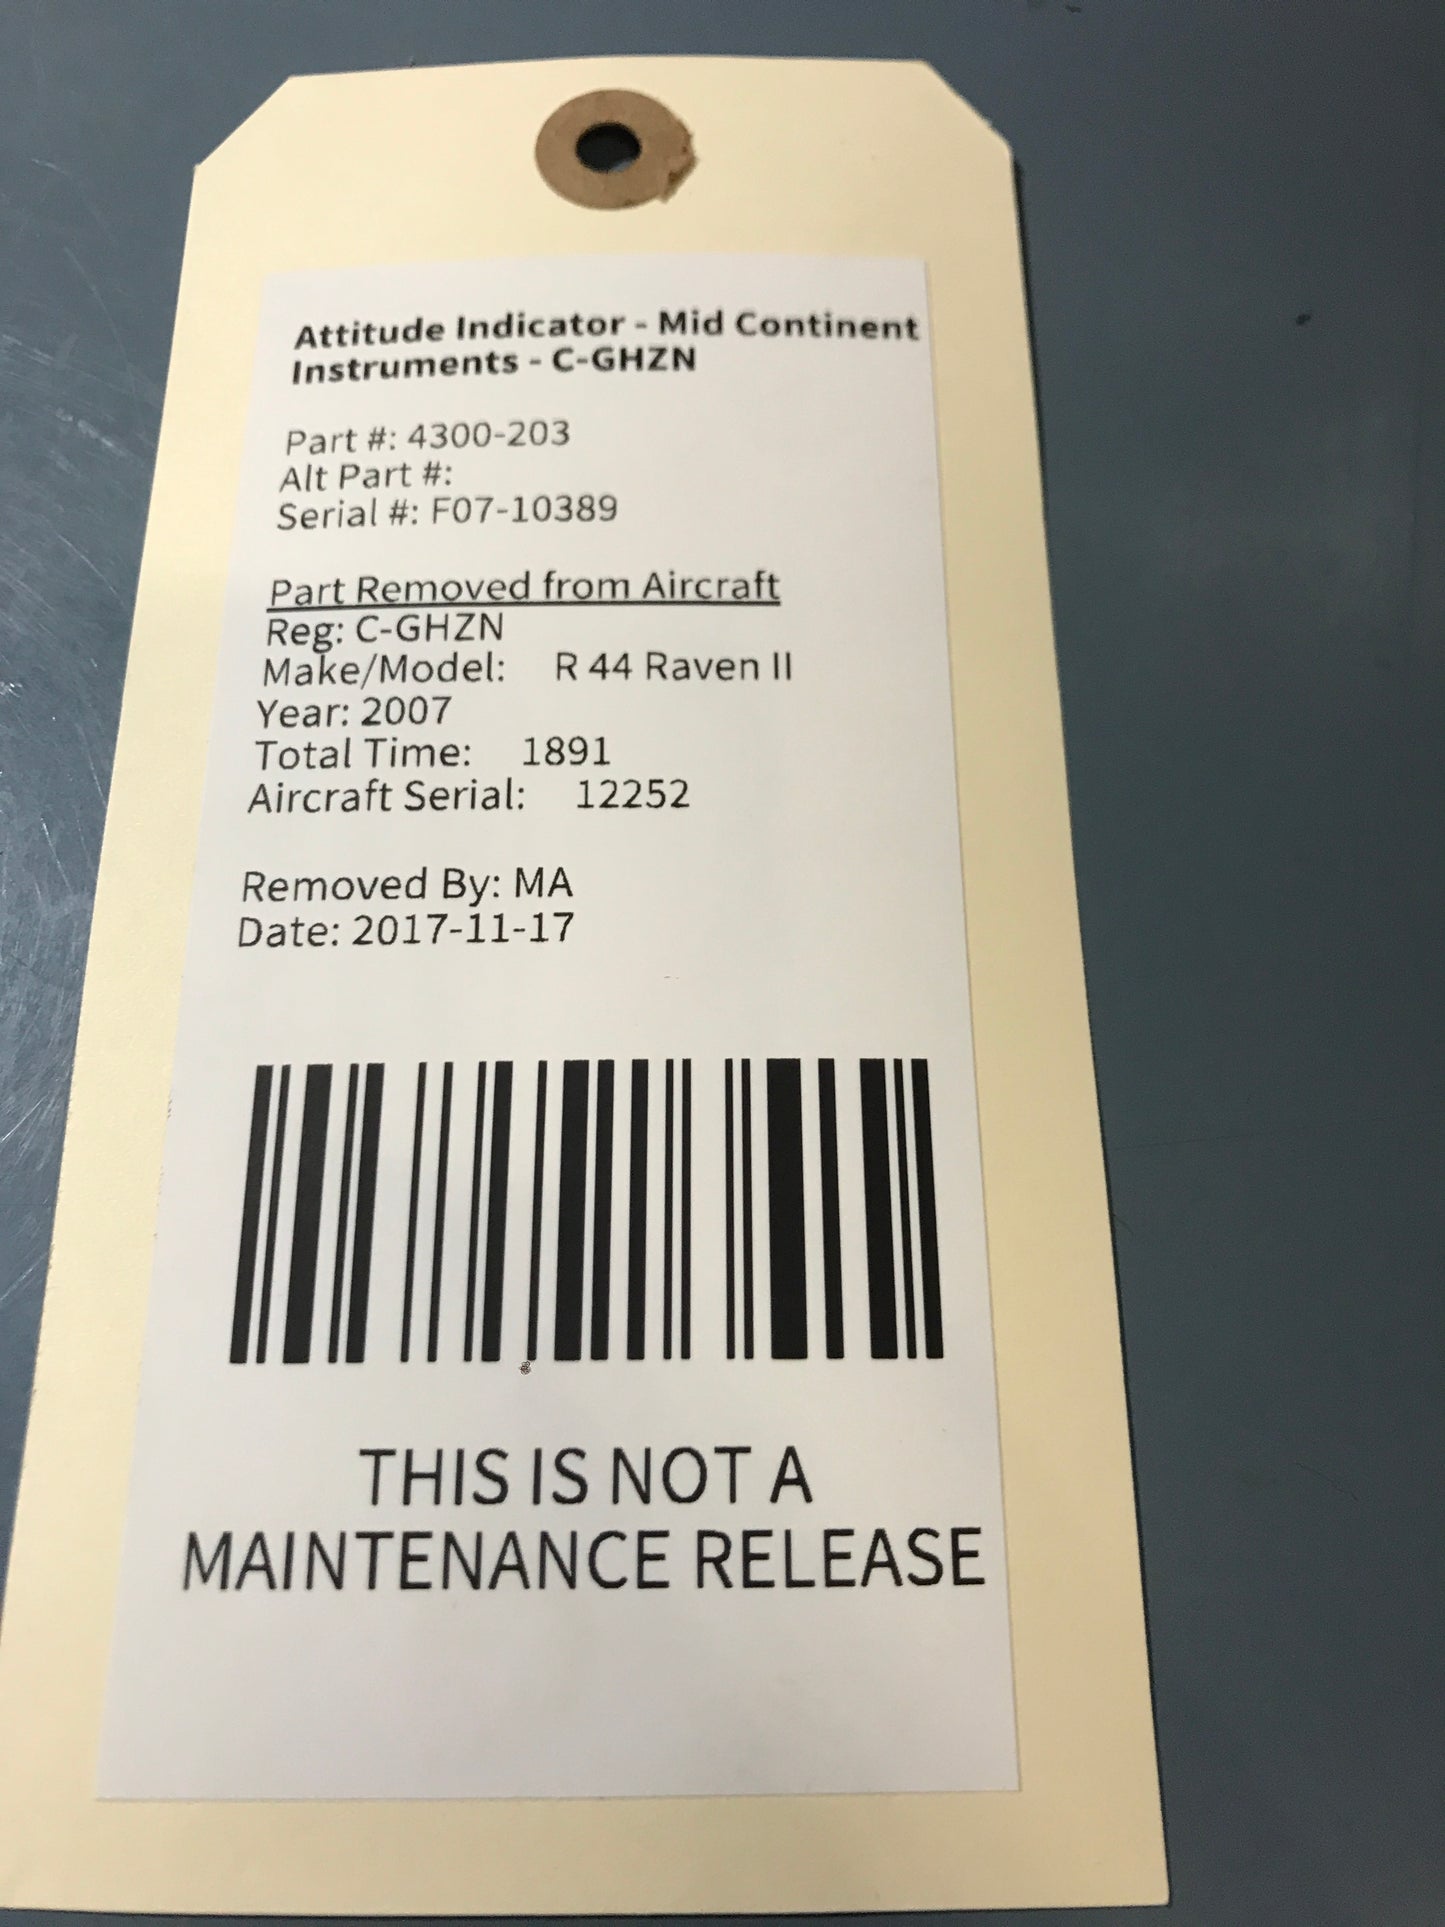 Attitude Indicator - Mid Continent
Instruments - C-GHZN
Part #: 4300-203
Alt Part #:
Serial #: F07-10389
Part Removed from Aircraft
Reg: C-GHZN
Make/Model: R 44 Raven II
Year: 2007
Total Time: 1891
Aircraft Serial: 12252
Removed By: MA
Date: 2017-11-17
THIS IS NOT A
MAINTENANCE RELEASE